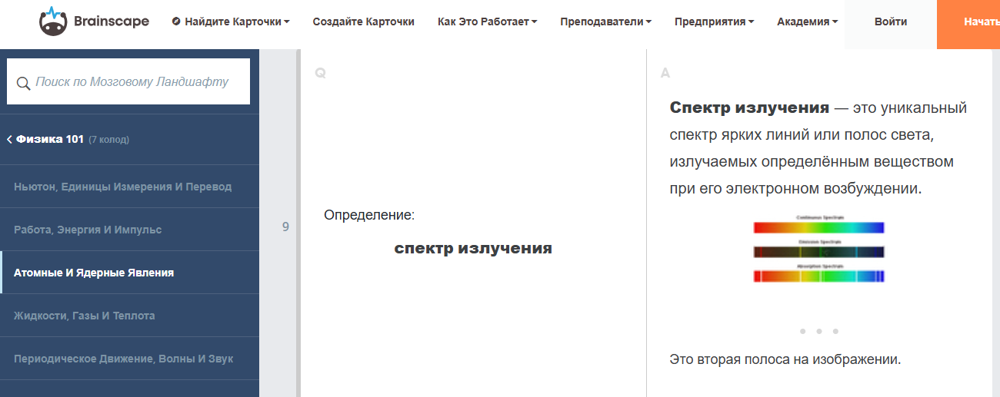 Brainscape
Найдите Карточки
Создайте Карточки
Как Это Работает
Преподаватели
Предприятия
Академия
Войти
Начать
Поиск по Мозговому Ландшафту
Физика 101 (7 колод)
Ньютон, Единицы Измерения И Перевод
Работа, Энергия И Импульс
Атомные И Ядерные Явления
Жидкости, Газы И Теплота
Периодическое Движение, Волны И Звук
9
Q
Определение:
спектр излучения
A
Спектр излучения — это уникальный
спектр ярких линий или полос света,
излучаемых определённым веществом
при его электронном возбуждении.
Continuous Spectrum
Emission Spectrum
Absorption Spectrum
Это вторая полоса на изображении.